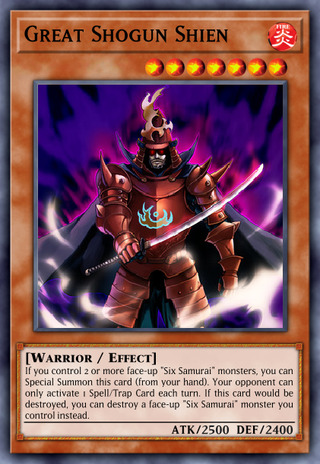 Great Shogun Shien
FIRE
炎
[Warrior / Effect]
If you control 2 or more face-up "Six Samurai" monsters, you can
Special Summon this card (from your hand). Your opponent can
only activate 1 Spell/Trap Card each turn. If this card would
be destroyed, you can destroy a face-up "Six Samurai" monster you
control instead.
ATK/2500 DEF/2400